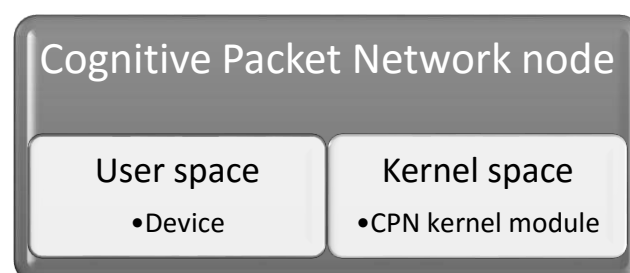 Cognitive Packet Network node
User space
•Device
Kernel space
•CPN kernel module